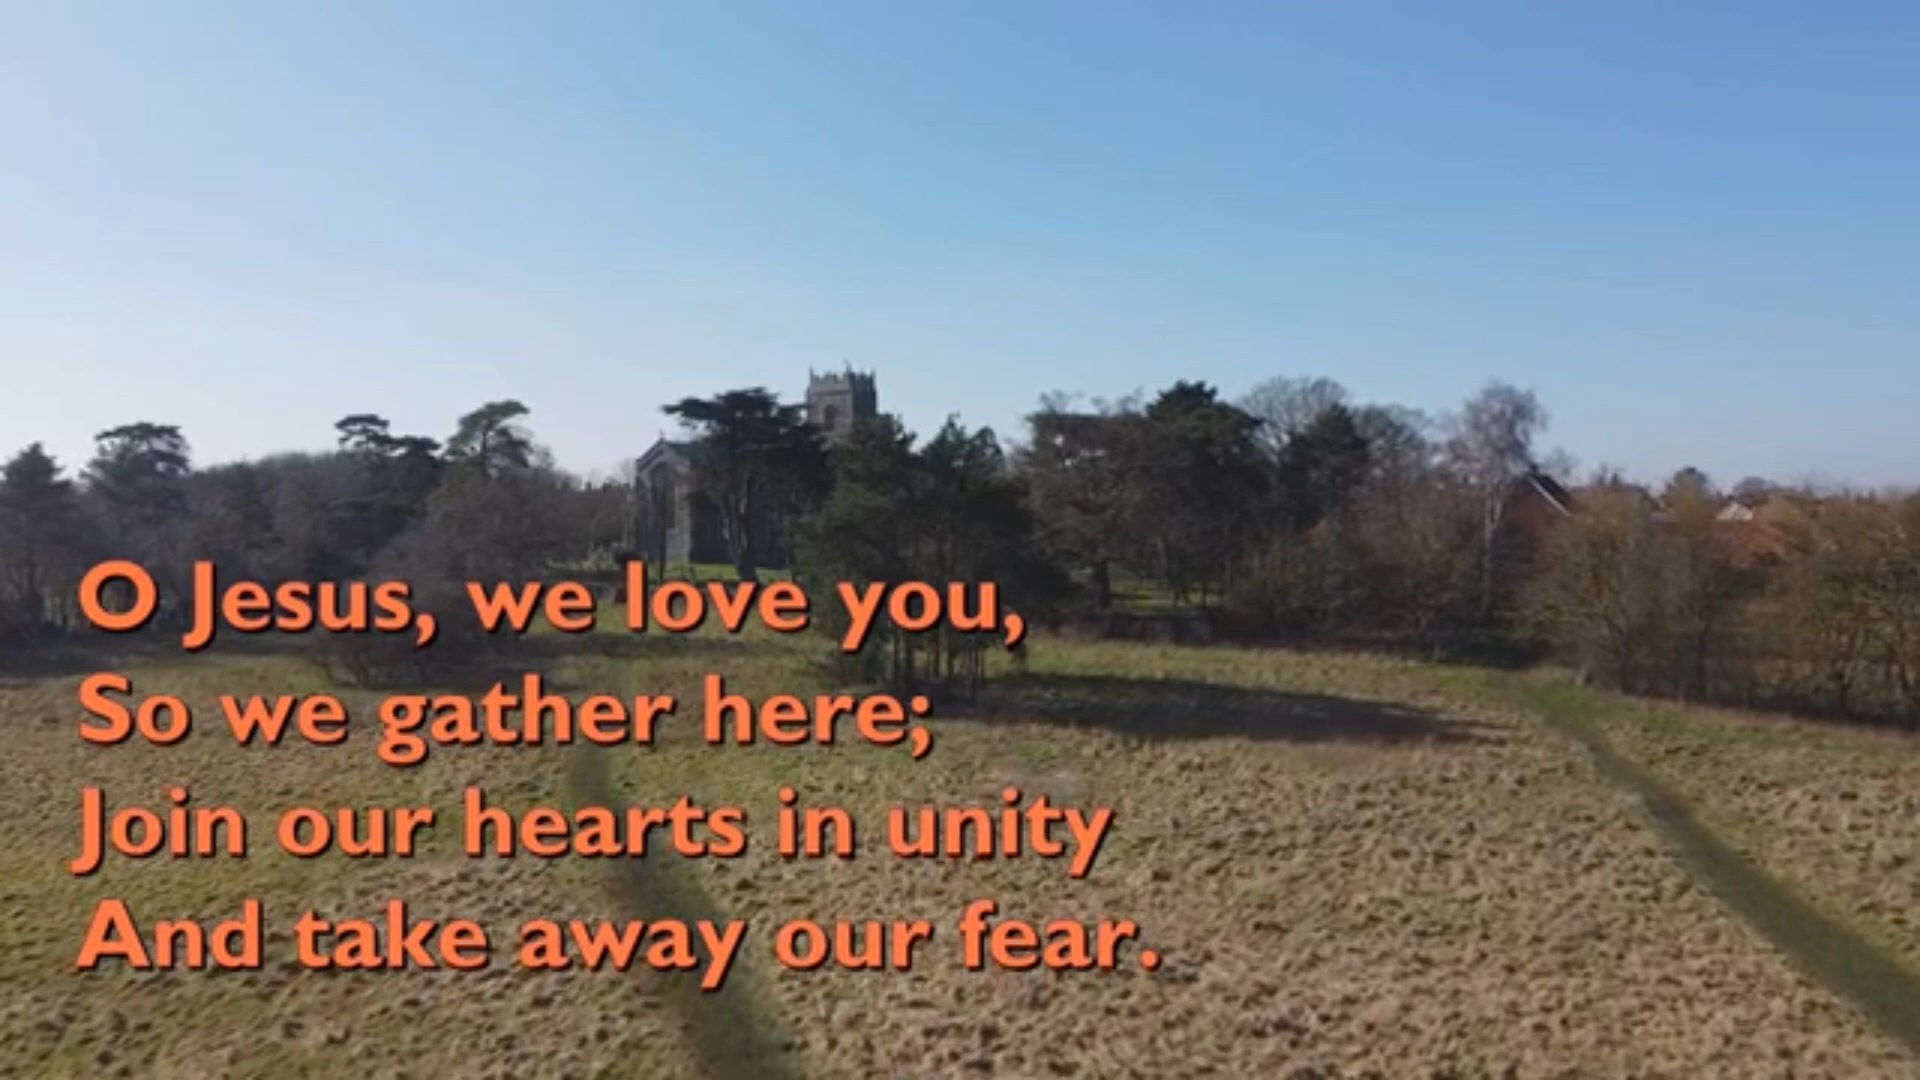 O Jesus, we love you,
So we gather here;
Join our hearts in unity
And take away our fear.